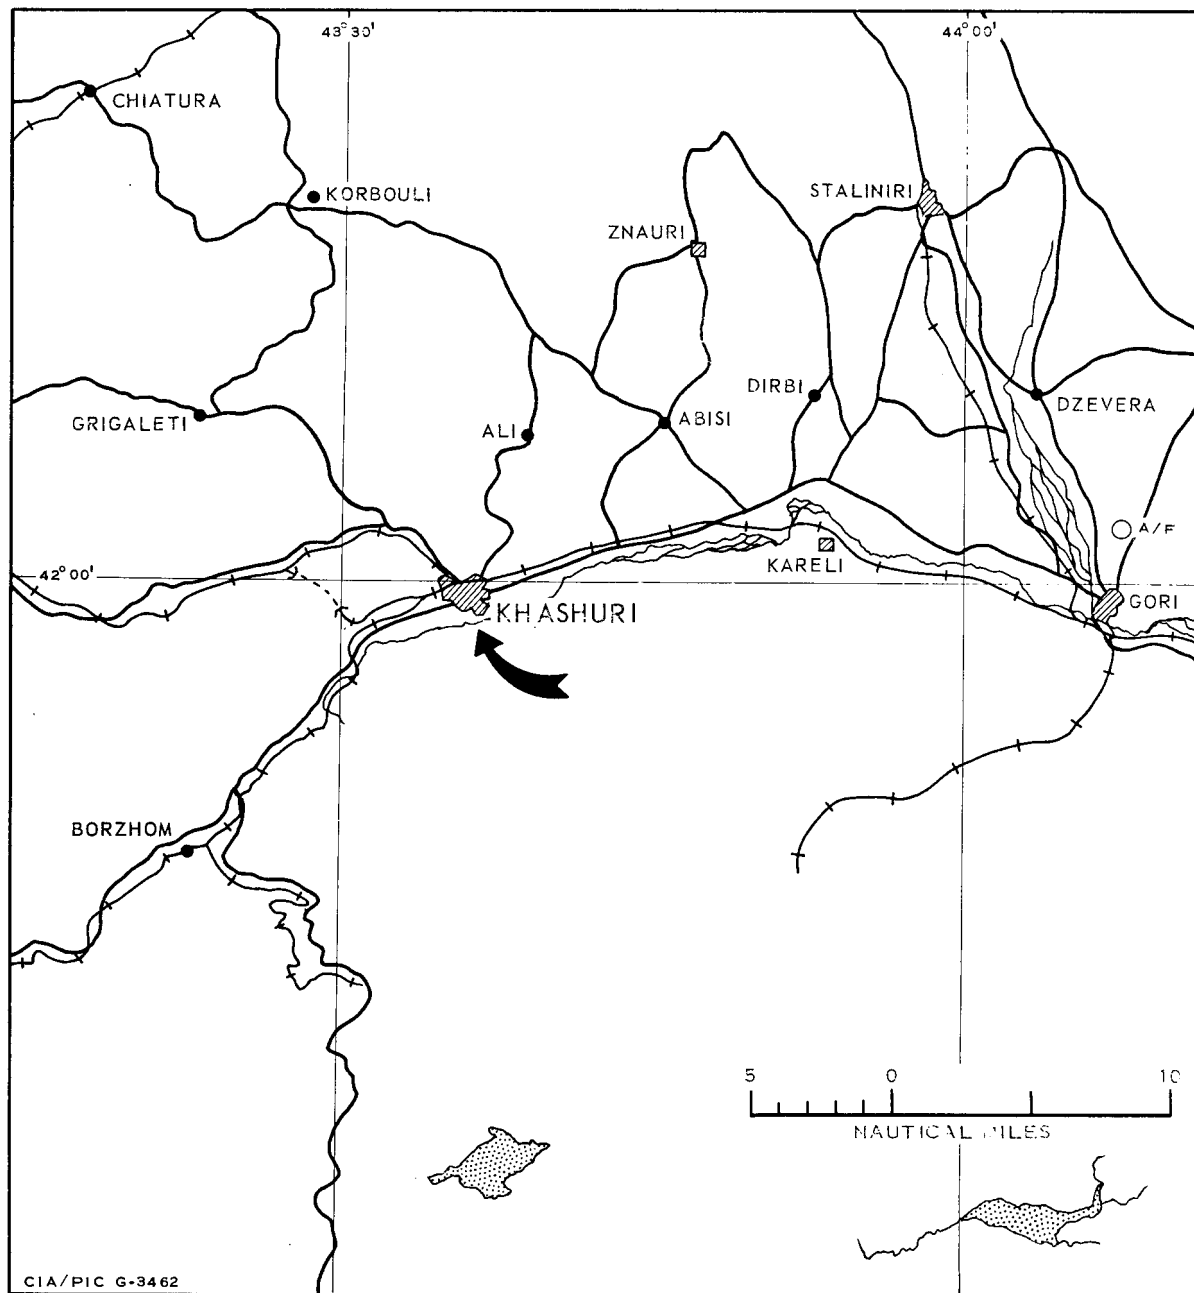 43°30'
44°00'
CHIATURA
KORBOULI
STALINIRI
ZNAURI
DIRBI
DZEVERA
GRIGALETI
ALI
ABISI
A/F
42°00'
KARELI
KHASHURI
GORI
BORZHOM
5 0 10
NAUTICAL MILES
CIA/PIC G-3462